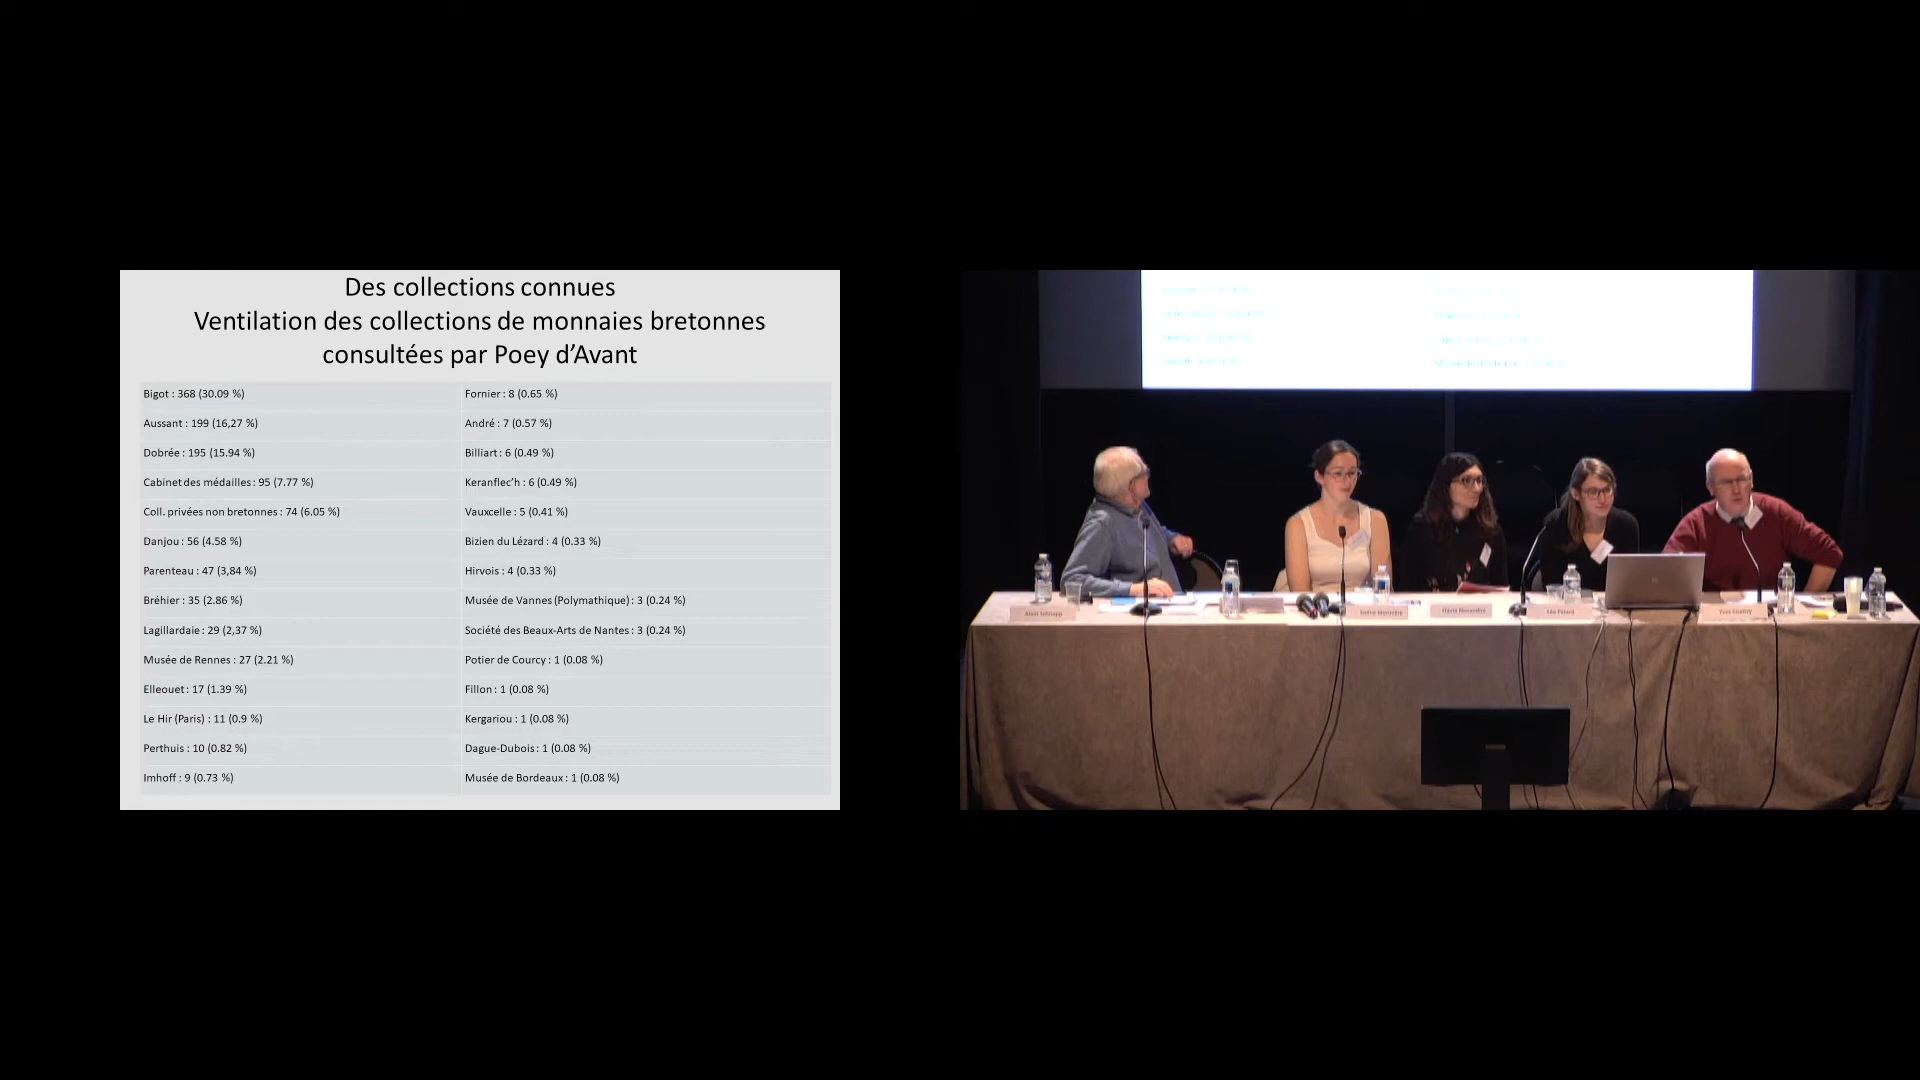 Des collections connues
Ventilation des collections de monnaies bretonnes
consultées par Poey d’Avant
Bigot : 368 (30.09 %)
Fornier : 8 (0.65 %)
Aussant : 199 (16,27 %)
André : 7 (0.57 %)
Dobrée : 195 (15.94 %)
Billiart : 6 (0.49 %)
Cabinet des médailles : 95 (7.77 %)
Keranflec’h : 6 (0.49 %)
Coll. privées non bretonnes : 74 (6.05 %)
Vauxcelle : 5 (0.41 %)
Danjou : 56 (4.58 %)
Bizien du Lézard : 4 (0.33 %)
Parenteau : 47 (3,84 %)
Hirvois : 4 (0.33 %)
Bréhier : 35 (2.86 %)
Musée de Vannes (Polymathique) : 3 (0.24 %)
Lagillardaie : 29 (2,37 %)
Société des Beaux-Arts de Nantes : 3 (0.24 %)
Musée de Rennes : 27 (2.21 %)
Potier de Courcy : 1 (0.08 %)
Elleouet : 17 (1.39 %)
Fillon : 1 (0.08 %)
Le Hir (Paris) : 11 (0.9 %)
Kergariou : 1 (0.08 %)
Perthuis : 10 (0.82 %)
Dague-Dubois : 1 (0.08 %)
Imhoff : 9 (0.73 %)
Musée de Bordeaux : 1 (0.08 %)